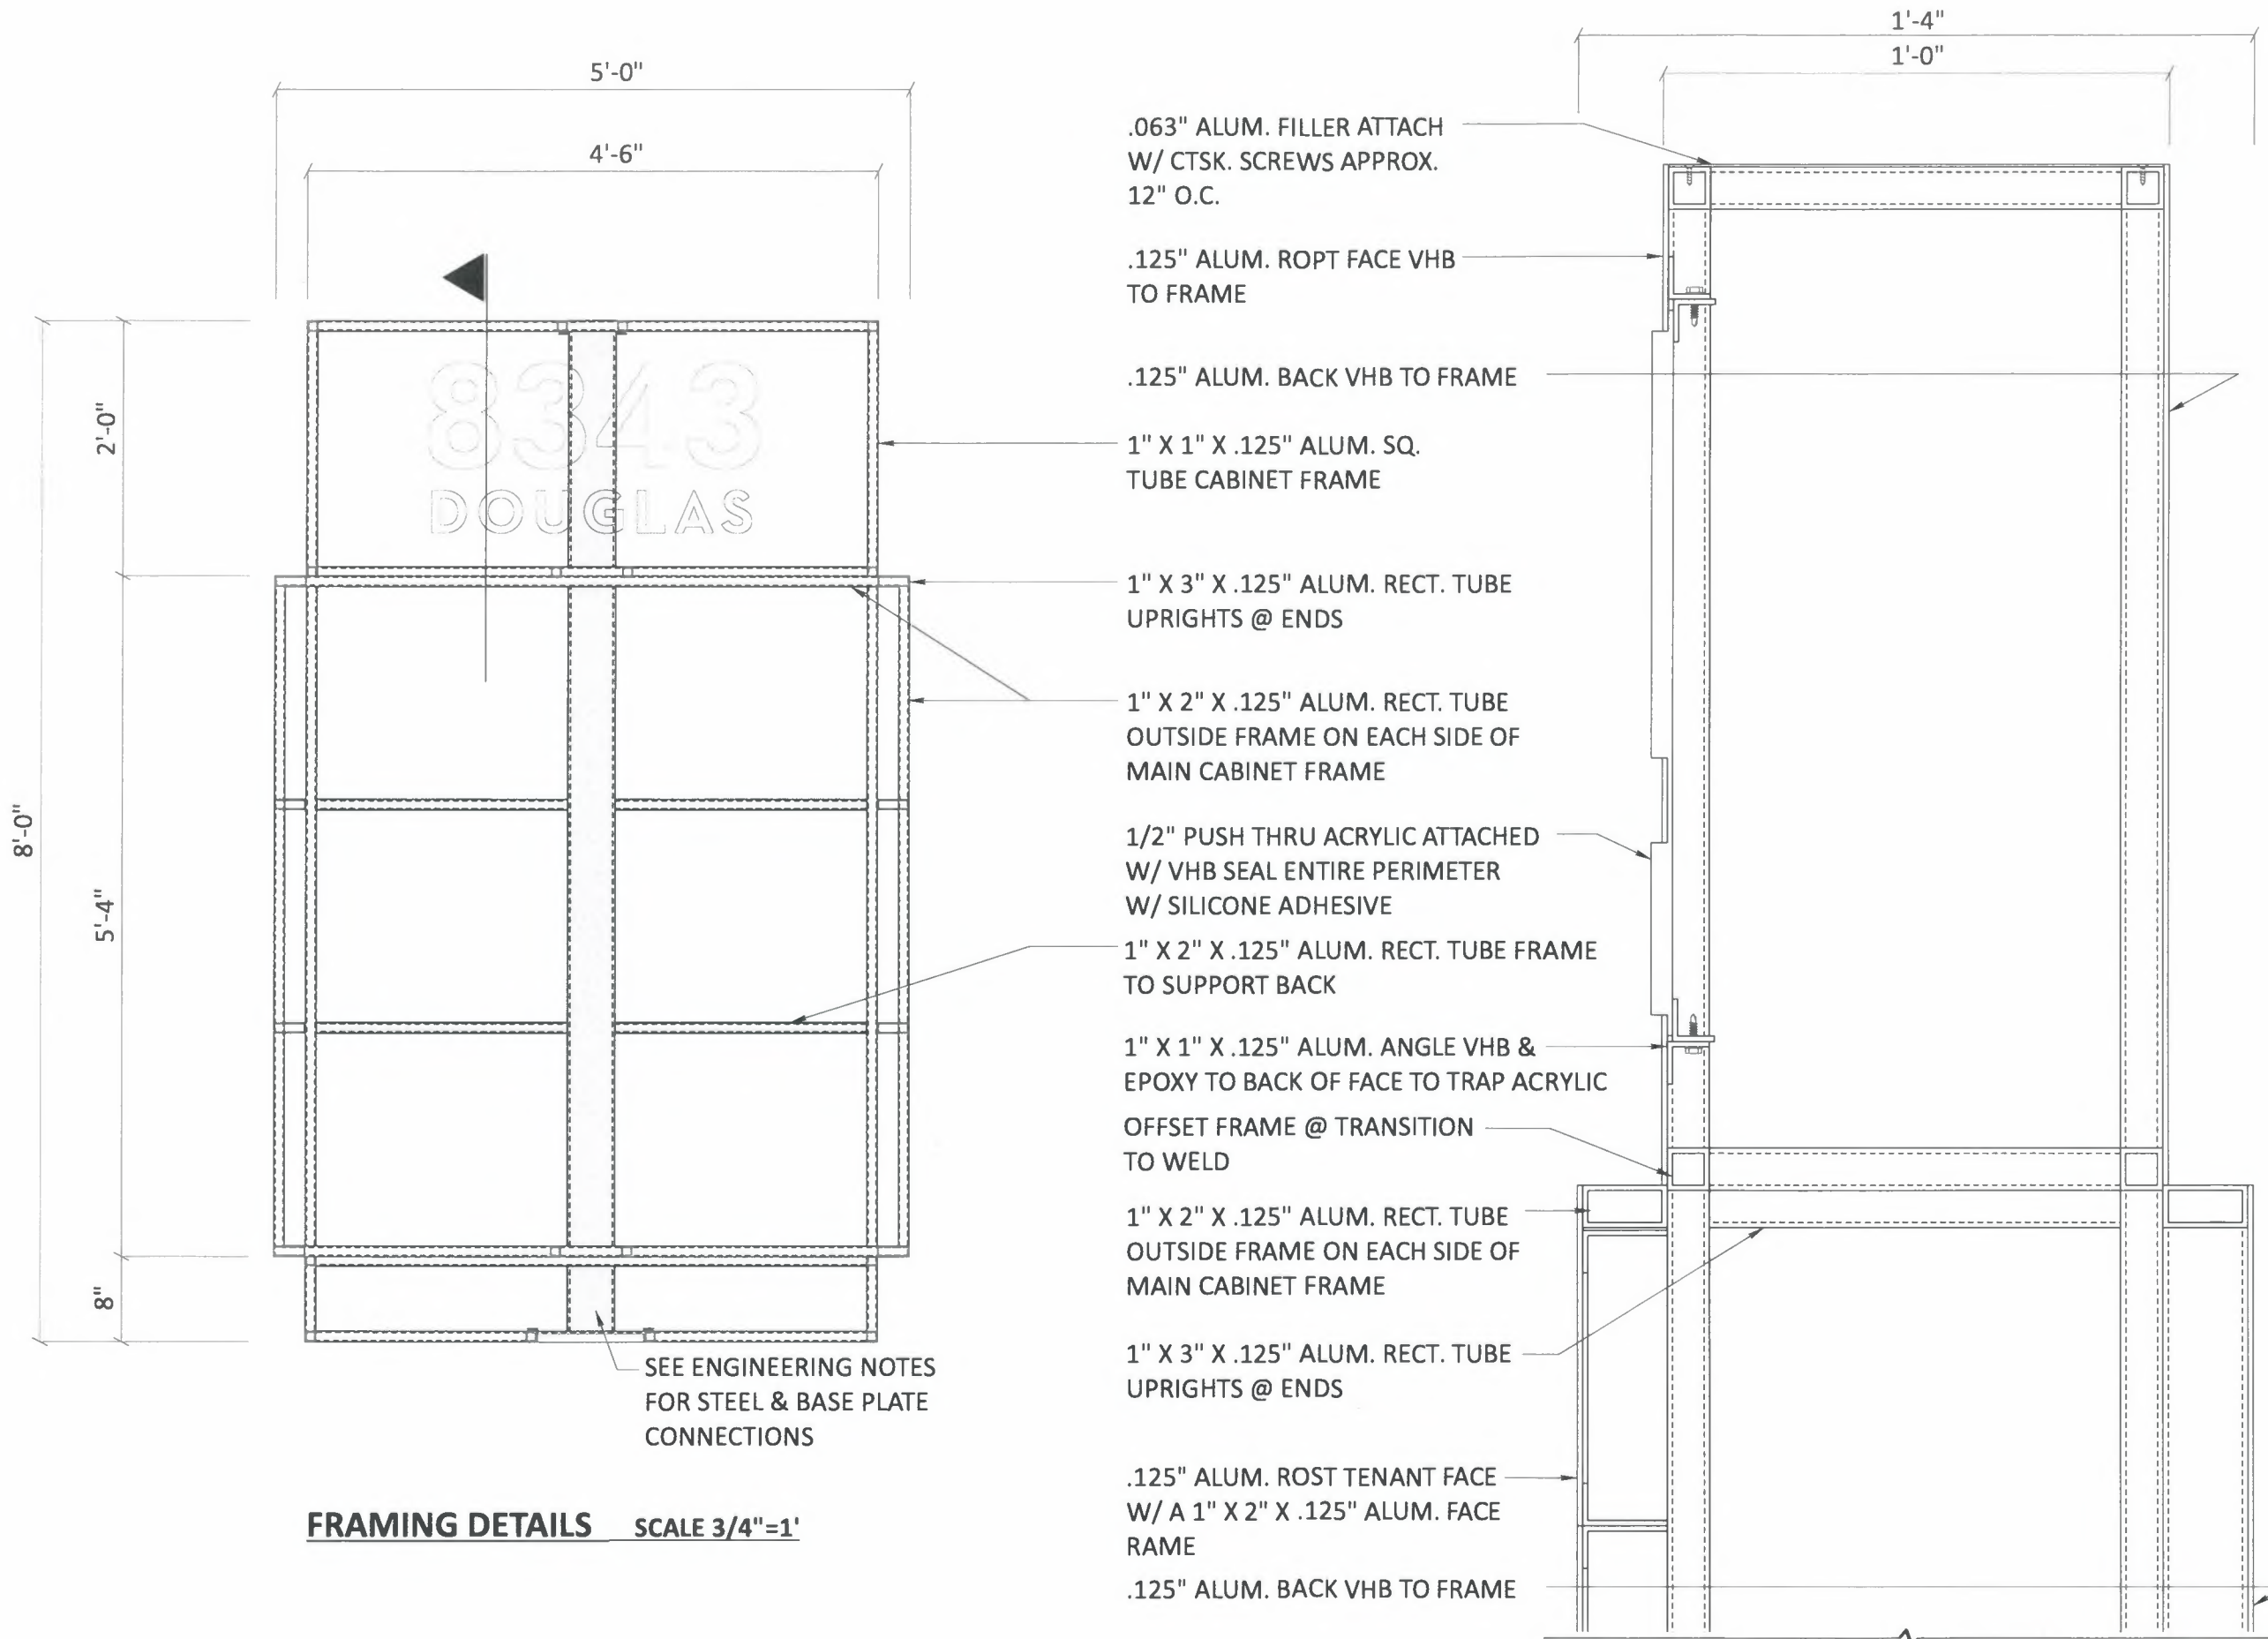 5'-0"
4'-6"
8'-0"
2'-0"
5'-4"
8"
8343
DOUGLAS
SEE ENGINEERING NOTES
FOR STEEL & BASE PLATE
CONNECTIONS
FRAMING DETAILS SCALE 3/4"=1'
1'-4"
1'-0"
.063" ALUM. FILLER ATTACH
W/ CTSK. SCREWS APPROX.
12" O.C.
.125" ALUM. ROPT FACE VHB
TO FRAME
.125" ALUM. BACK VHB TO FRAME
1" X 1" X .125" ALUM. SQ.
TUBE CABINET FRAME
1" X 3" X .125" ALUM. RECT. TUBE
UPRIGHTS @ ENDS
1" X 2" X .125" ALUM. RECT. TUBE
OUTSIDE FRAME ON EACH SIDE OF
MAIN CABINET FRAME
1/2" PUSH THRU ACRYLIC ATTACHED
W/ VHB SEAL ENTIRE PERIMETER
W/ SILICONE ADHESIVE
1" X 2" X .125" ALUM. RECT. TUBE FRAME
TO SUPPORT BACK
1" X 1" X .125" ALUM. ANGLE VHB &
EPOXY TO BACK OF FACE TO TRAP ACRYLIC
OFFSET FRAME @ TRANSITION
TO WELD
1" X 2" X .125" ALUM. RECT. TUBE
OUTSIDE FRAME ON EACH SIDE OF
MAIN CABINET FRAME
1" X 3" X .125" ALUM. RECT. TUBE
UPRIGHTS @ ENDS
.125" ALUM. ROST TENANT FACE
W/ A 1" X 2" X .125" ALUM. FACE
RAME
.125" ALUM. BACK VHB TO FRAME